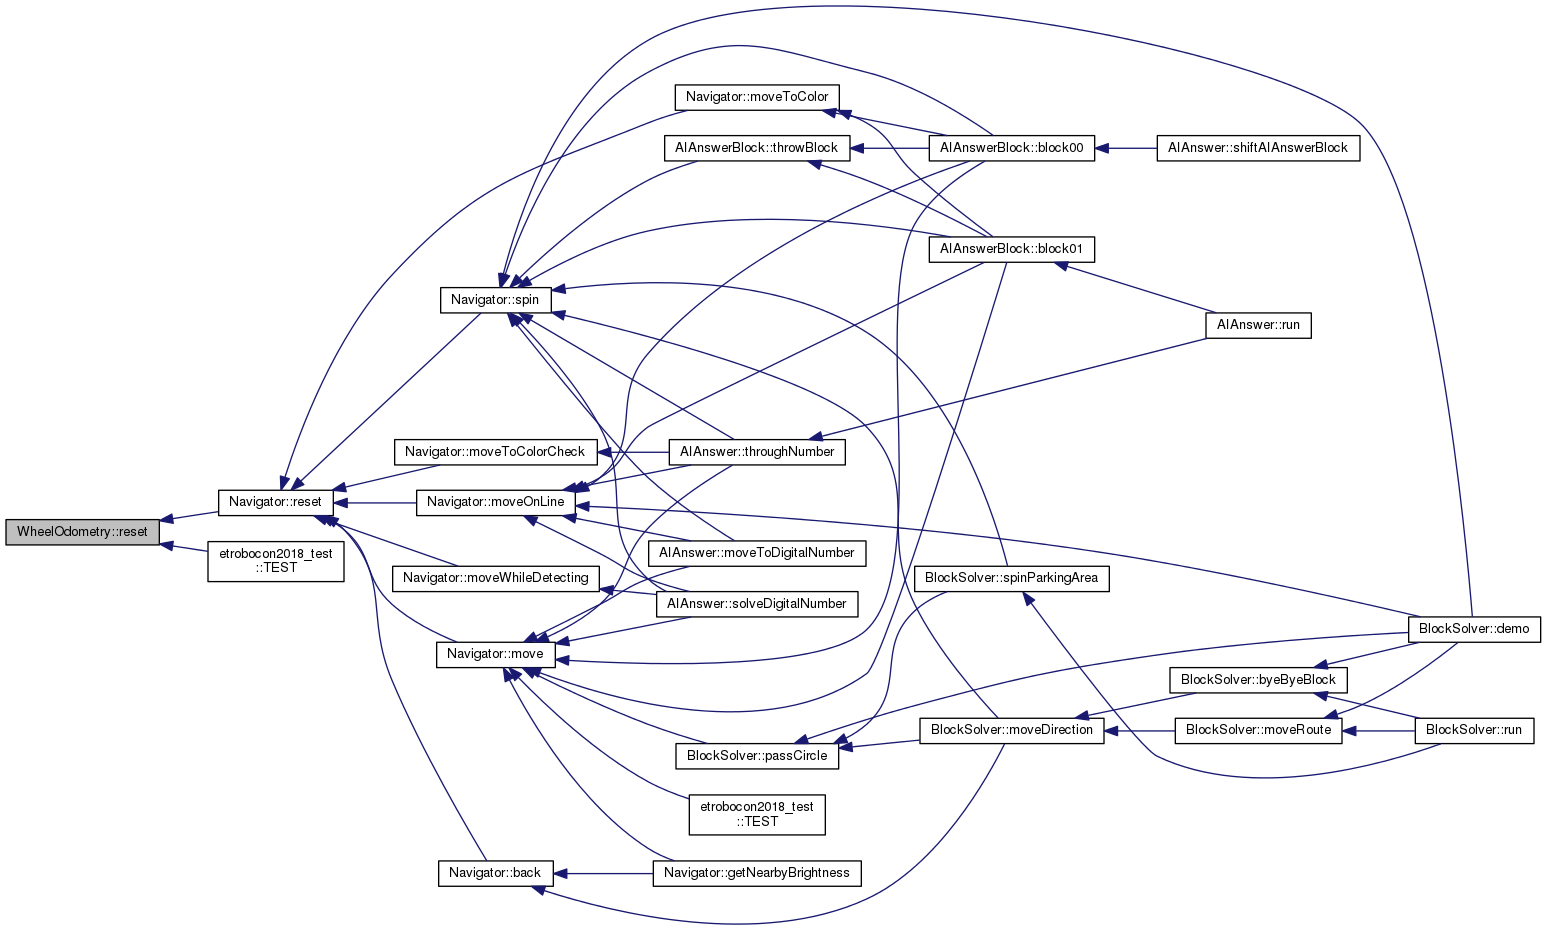 Navigator::moveToColor
AIAnswerBlock::throwBlock
AIAnswerBlock::block00
AIAnswer::shiftAIAnswerBlock
AIAnswerBlock::block01
Navigator::spin
AIAnswer::run
Navigator::moveToColorCheck
AIAnswer::throughNumber
Navigator::reset
Navigator::moveOnLine
WheelOdometry::reset
etrobocon2018_test
::TEST
AIAnswer::moveToDigitalNumber
Navigator::moveWhileDetecting
BlockSolver::spinParkingArea
AIAnswer::solveDigitalNumber
BlockSolver::demo
Navigator::move
BlockSolver::byeByeBlock
BlockSolver::moveDirection
BlockSolver::moveRoute
BlockSolver::run
BlockSolver::passCircle
etrobocon2018_test
::TEST
Navigator::back
Navigator::getNearbyBrightness